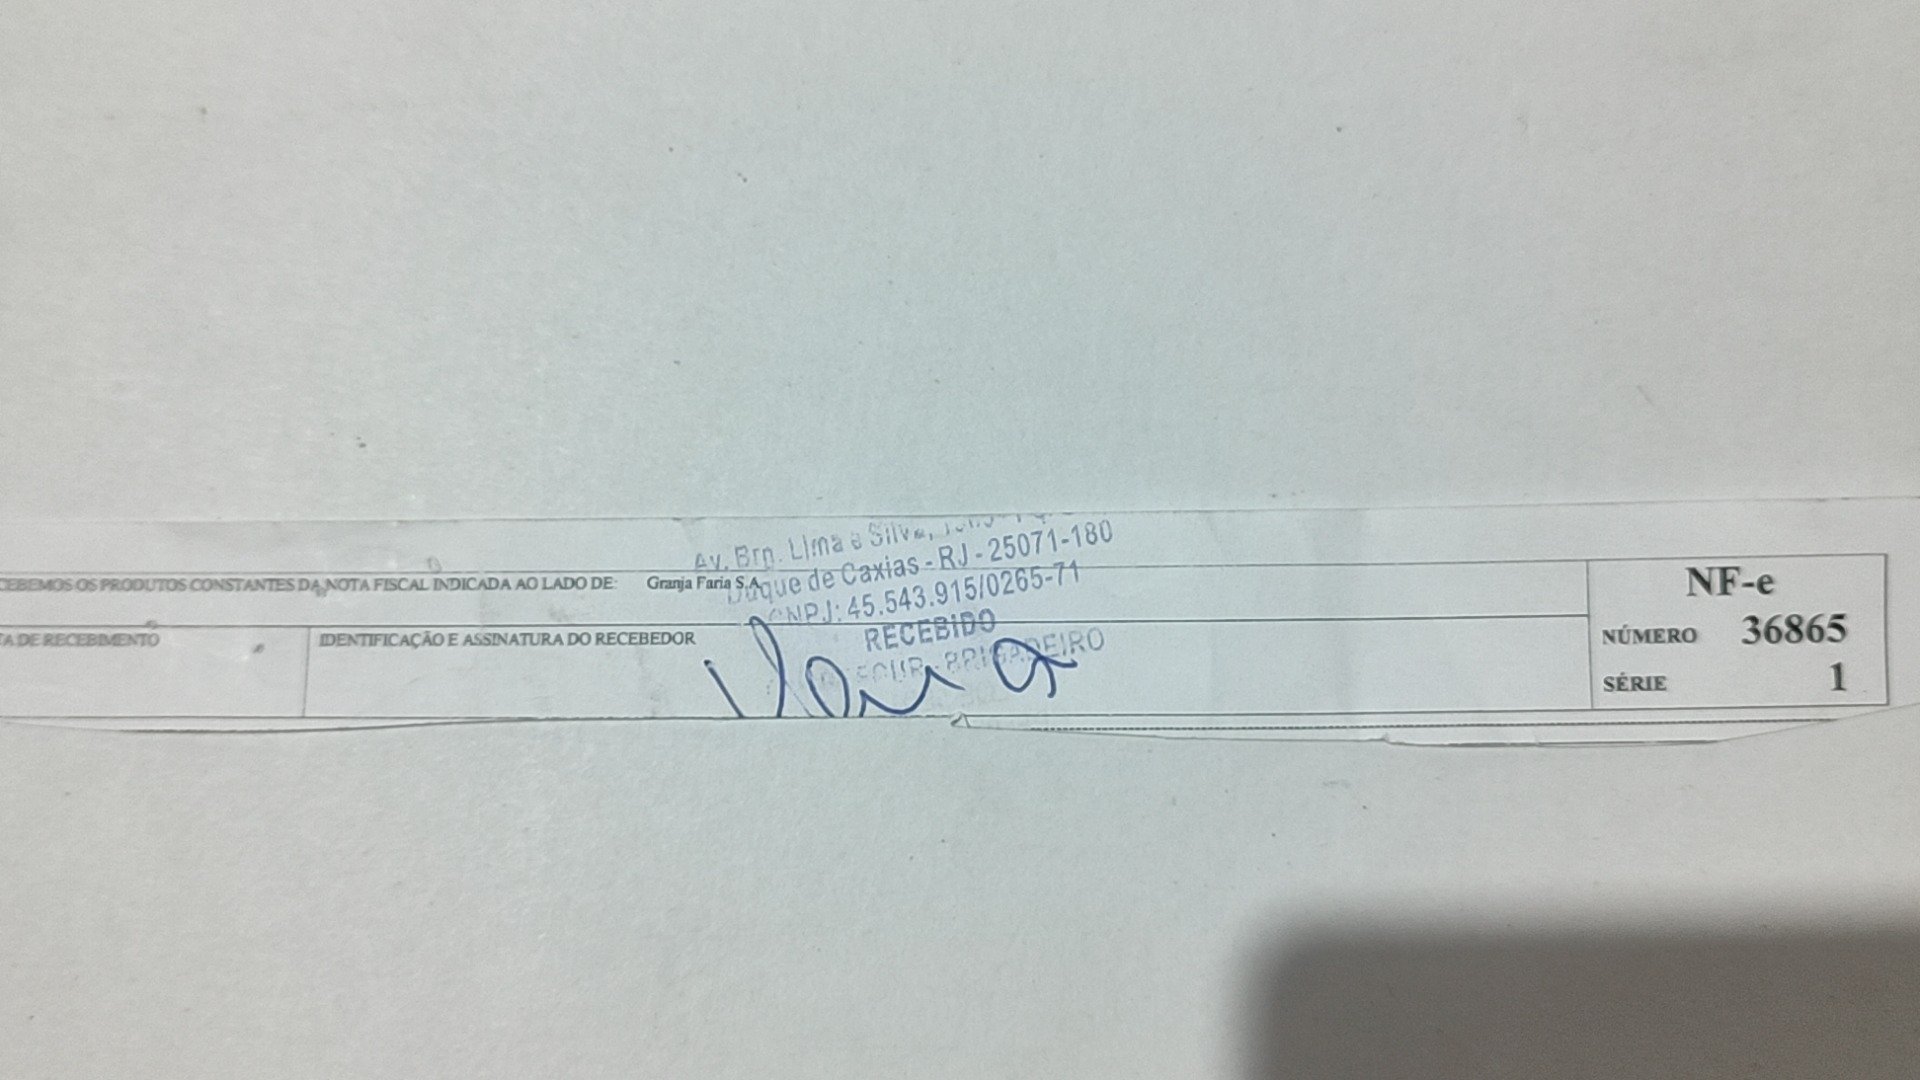 Av. Brn. Lima e Silva,
Duque de Caxias - RJ - 25071-180
CNPJ: 45.543.915/0265-71
RECEBIDO
BRIGADEIRO
CEBEMOS OS PRODUTOS CONSTANTES DA NOTA FISCAL INDICADA AO LADO DE: Granja Faria S.A.
TA DE RECEBIMENTO
IDENTIFICAÇÃO E ASSINATURA DO RECEBEDOR
NF-e
NÚMERO 36865
SÉRIE 1